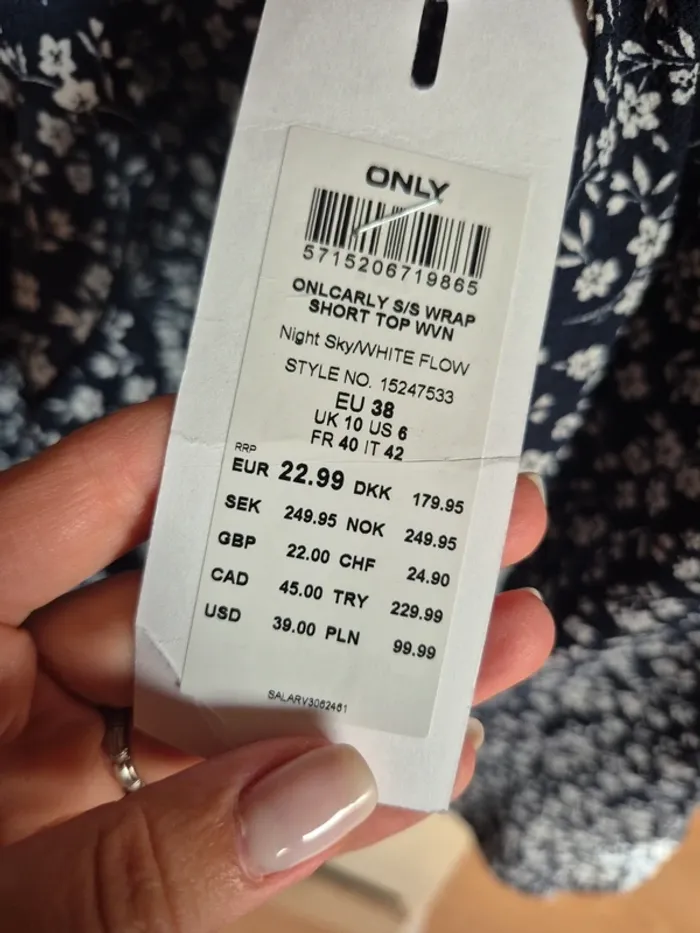 ONLY
5715206719865
ONLCARLY S/S WRAP
SHORT TOP WVN
Night Sky/WHITE FLOW
STYLE NO. 15247533
EU 38
UK 10 US 6
FR 40 IT 42
RRP
EUR 22.99 DKK 179.95
SEK 249.95 NOK 249.95
GBP 22.00 CHF 24.90
CAD 45.00 TRY 229.99
USD 39.00 PLN 99.99
SALARV3062461